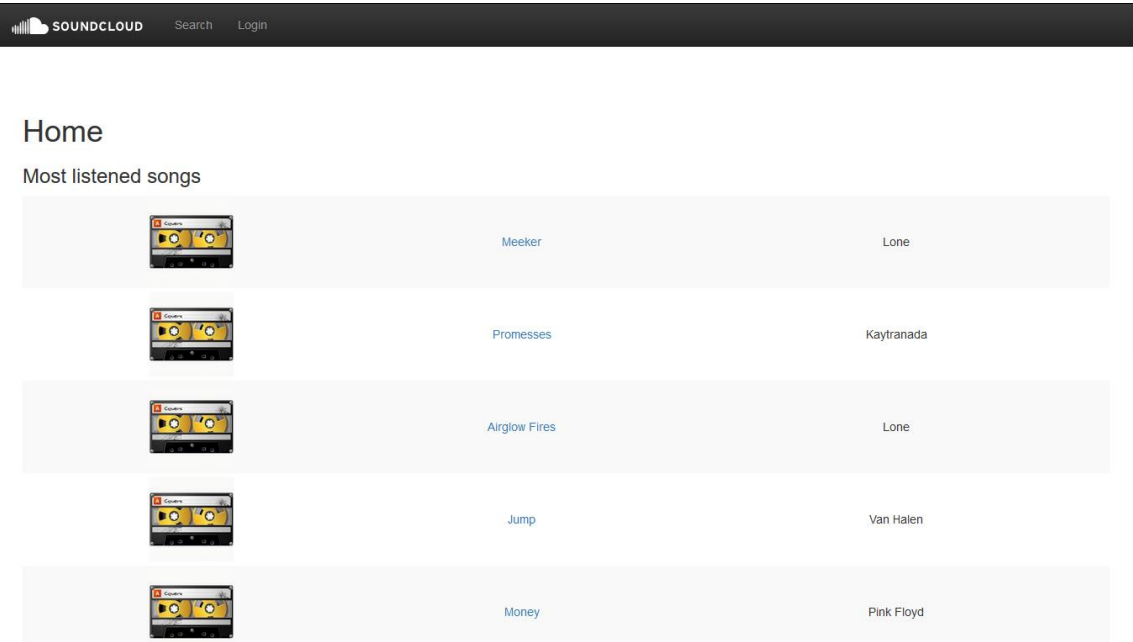 SOUNDCLOUD Search Login
Home
Most listened songs
A
Meeker Lone
A
Promesses Kaytranada
A
Airglow Fires Lone
A
Jump Van Halen
A
Money Pink Floyd